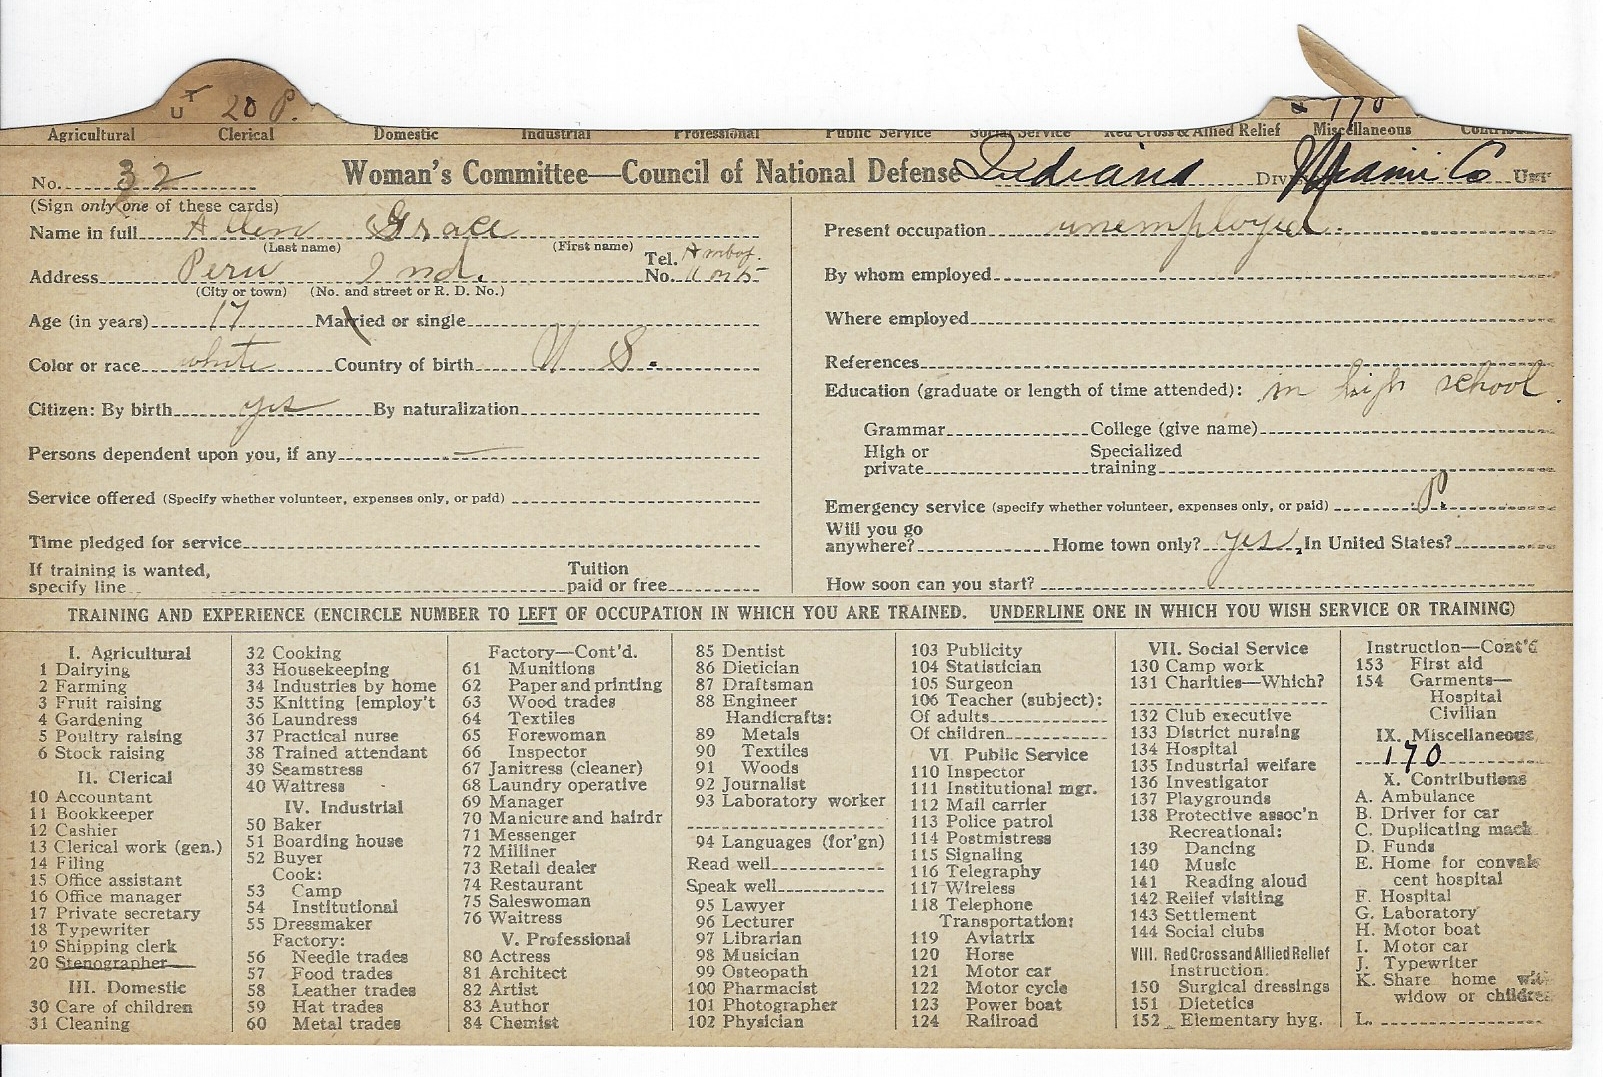 U T 20 P.
170
Agricultural Clerical Domestic Industrial Professional Public Service Social Service Red Cross & Allied Relief Miscellaneous
No. 32 Woman's Committee—Council of National Defense Indiana Miami Co
(Sign only one of these cards)
Name in full Allen Grace
(Last name) (First name)
Address Peru Ind. Tel. No.
(City or town) (No. and street or R. D. No.)
Age (in years) 17 Married or single
Color or race white Country of birth U S.
Citizen: By birth yes By naturalization
Persons dependent upon you, if any —
Service offered (Specify whether volunteer, expenses only, or paid)
Time pledged for service
If training is wanted, specify line Tuition paid or free
Present occupation unemployed.
By whom employed
Where employed
References
Education (graduate or length of time attended): in high school.
Grammar College (give name)
High or private Specialized training
Emergency service (specify whether volunteer, expenses only, or paid) P.
Will you go anywhere? Home town only? yes, In United States?
How soon can you start?
TRAINING AND EXPERIENCE (ENCIRCLE NUMBER TO LEFT OF OCCUPATION IN WHICH YOU ARE TRAINED. UNDERLINE ONE IN WHICH YOU WISH SERVICE OR TRAINING)
I. Agricultural
1 Dairying
2 Farming
3 Fruit raising
4 Gardening
5 Poultry raising
6 Stock raising
II. Clerical
10 Accountant
11 Bookkeeper
12 Cashier
13 Clerical work (gen.)
14 Filing
15 Office assistant
16 Office manager
17 Private secretary
18 Typewriter
19 Shipping clerk
20 Stenographer
III. Domestic
30 Care of children
31 Cleaning
32 Cooking
33 Housekeeping
34 Industries by home
35 Knitting [employ't
36 Laundress
37 Practical nurse
38 Trained attendant
39 Seamstress
40 Waitress
IV. Industrial
50 Baker
51 Boarding house
52 Buyer
Cook:
53 Camp
54 Institutional
55 Dressmaker
Factory:
56 Needle trades
57 Food trades
58 Leather trades
59 Hat trades
60 Metal trades
Factory—Cont'd.
61 Munitions
62 Paper and printing
63 Wood trades
64 Textiles
65 Forewoman
66 Inspector
67 Janitress (cleaner)
68 Laundry operative
69 Manager
70 Manicure and hairdr
71 Messenger
72 Milliner
73 Retail dealer
74 Restaurant
75 Saleswoman
76 Waitress
V. Professional
80 Actress
81 Architect
82 Artist
83 Author
84 Chemist
85 Dentist
86 Dietician
87 Draftsman
88 Engineer
Handicrafts:
89 Metals
90 Textiles
91 Woods
92 Journalist
93 Laboratory worker
94 Languages (for'gn)
Read well
Speak well
95 Lawyer
96 Lecturer
97 Librarian
98 Musician
99 Osteopath
100 Pharmacist
101 Photographer
102 Physician
103 Publicity
104 Statistician
105 Surgeon
106 Teacher (subject):
Of adults
Of children
VI. Public Service
110 Inspector
111 Institutional mgr.
112 Mail carrier
113 Police patrol
114 Postmistress
115 Signaling
116 Telegraphy
117 Wireless
118 Telephone
Transportation:
119 Aviatrix
120 Horse
121 Motor car
122 Motor cycle
123 Power boat
124 Railroad
VII. Social Service
130 Camp work
131 Charities—Which?
132 Club executive
133 District nursing
134 Hospital
135 Industrial welfare
136 Investigator
137 Playgrounds
138 Protective assoc'n
Recreational:
139 Dancing
140 Music
141 Reading aloud
142 Relief visiting
143 Settlement
144 Social clubs
VIII. Red Cross and Allied Relief
Instruction:
150 Surgical dressings
151 Dietetics
152 Elementary hyg.
Instruction—Cont'd
153 First aid
154 Garments—
Hospital
Civilian
IX. Miscellaneous
170
X. Contributions
A. Ambulance
B. Driver for car
C. Duplicating mach
D. Funds
E. Home for convales
cent hospital
F. Hospital
G. Laboratory
H. Motor boat
I. Motor car
J. Typewriter
K. Share home with
widow or children
L.